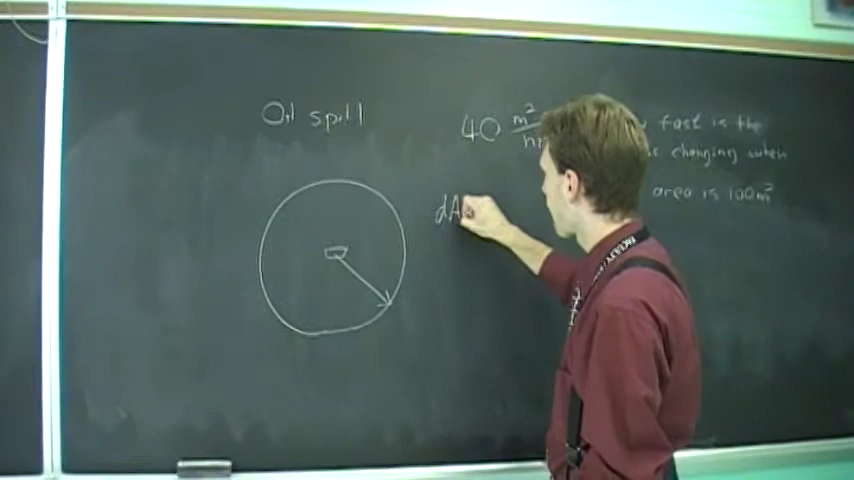 Oil spill
40 m²/hr
fast is the
changing when
area is 100m²
dA